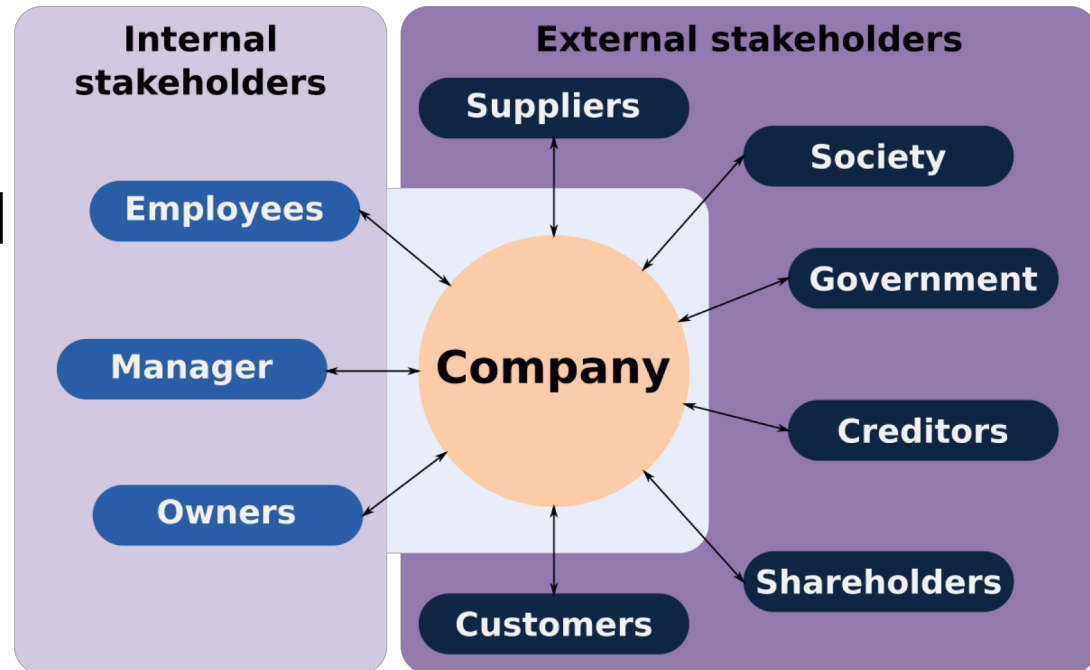 Internal
stakeholders
Employees
Manager
Owners
External stakeholders
Suppliers
Society
Government
Company
Creditors
Shareholders
Customers